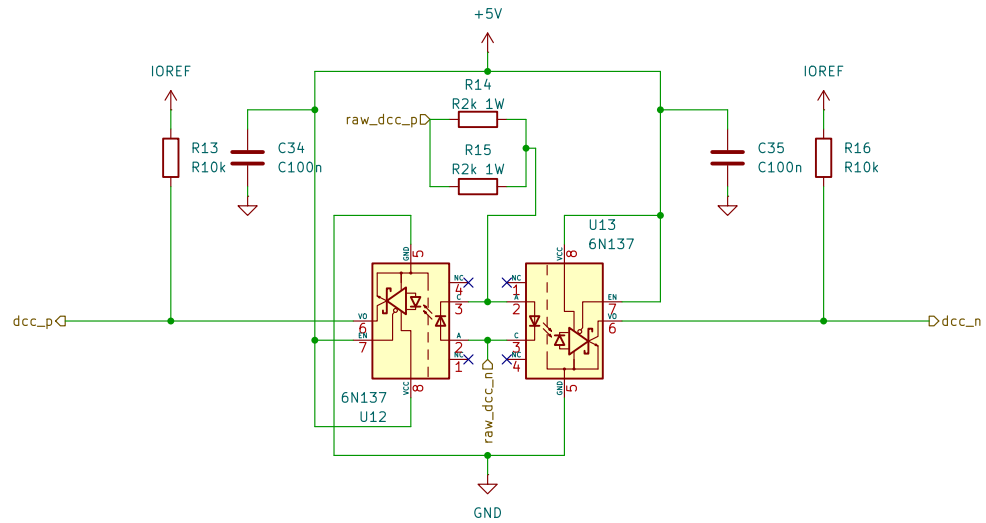 +5V
IOREF
IOREF
R14
R2k 1W
raw_dcc_p
R13
R10k
C34
C100n
R15
R2k 1W
C35
C100n
R16
R10k
U13
6N137
GND
5
VCC
8
NC
4
NC
1
C
3
A
2
EN
7
dcc_p
VO
6
VO
6
dcc_n
EN
7
A
2
C
3
NC
1
NC
4
VCC
8
GND
5
6N137
U12
raw_dcc_n
GND